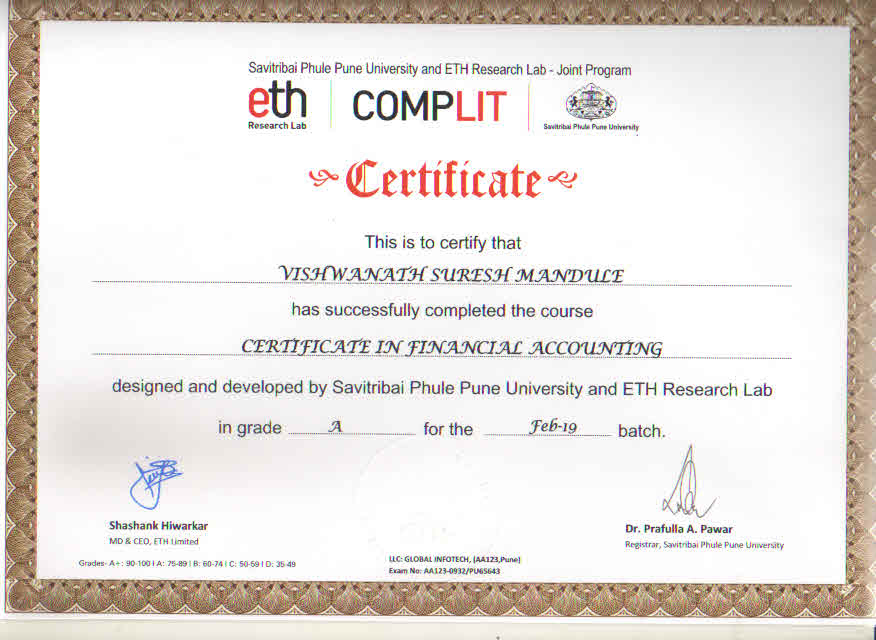 Savitribai Phule Pune University and ETH Research Lab - Joint Program
eth
Research Lab
COMPLIT
Savitribai Phule Pune University
Certificate
This is to certify that
VISHWANATH SURESH MANDULE
has successfully completed the course
CERTIFICATE IN FINANCIAL ACCOUNTING
designed and developed by Savitribai Phule Pune University and ETH Research Lab
in grade A for the Feb-19 batch.
Shashank Hiwarkar
MD & CEO, ETH Limited
Dr. Prafulla A. Pawar
Registrar, Savitribai Phule Pune University
Grades- A+: 90-100 I A: 75-89 I B: 60-74 I C: 50-59 I D: 35-49
LLC: GLOBAL INFOTECH, [AA123,Pune]
Exam No: AA123-0932/PU65643